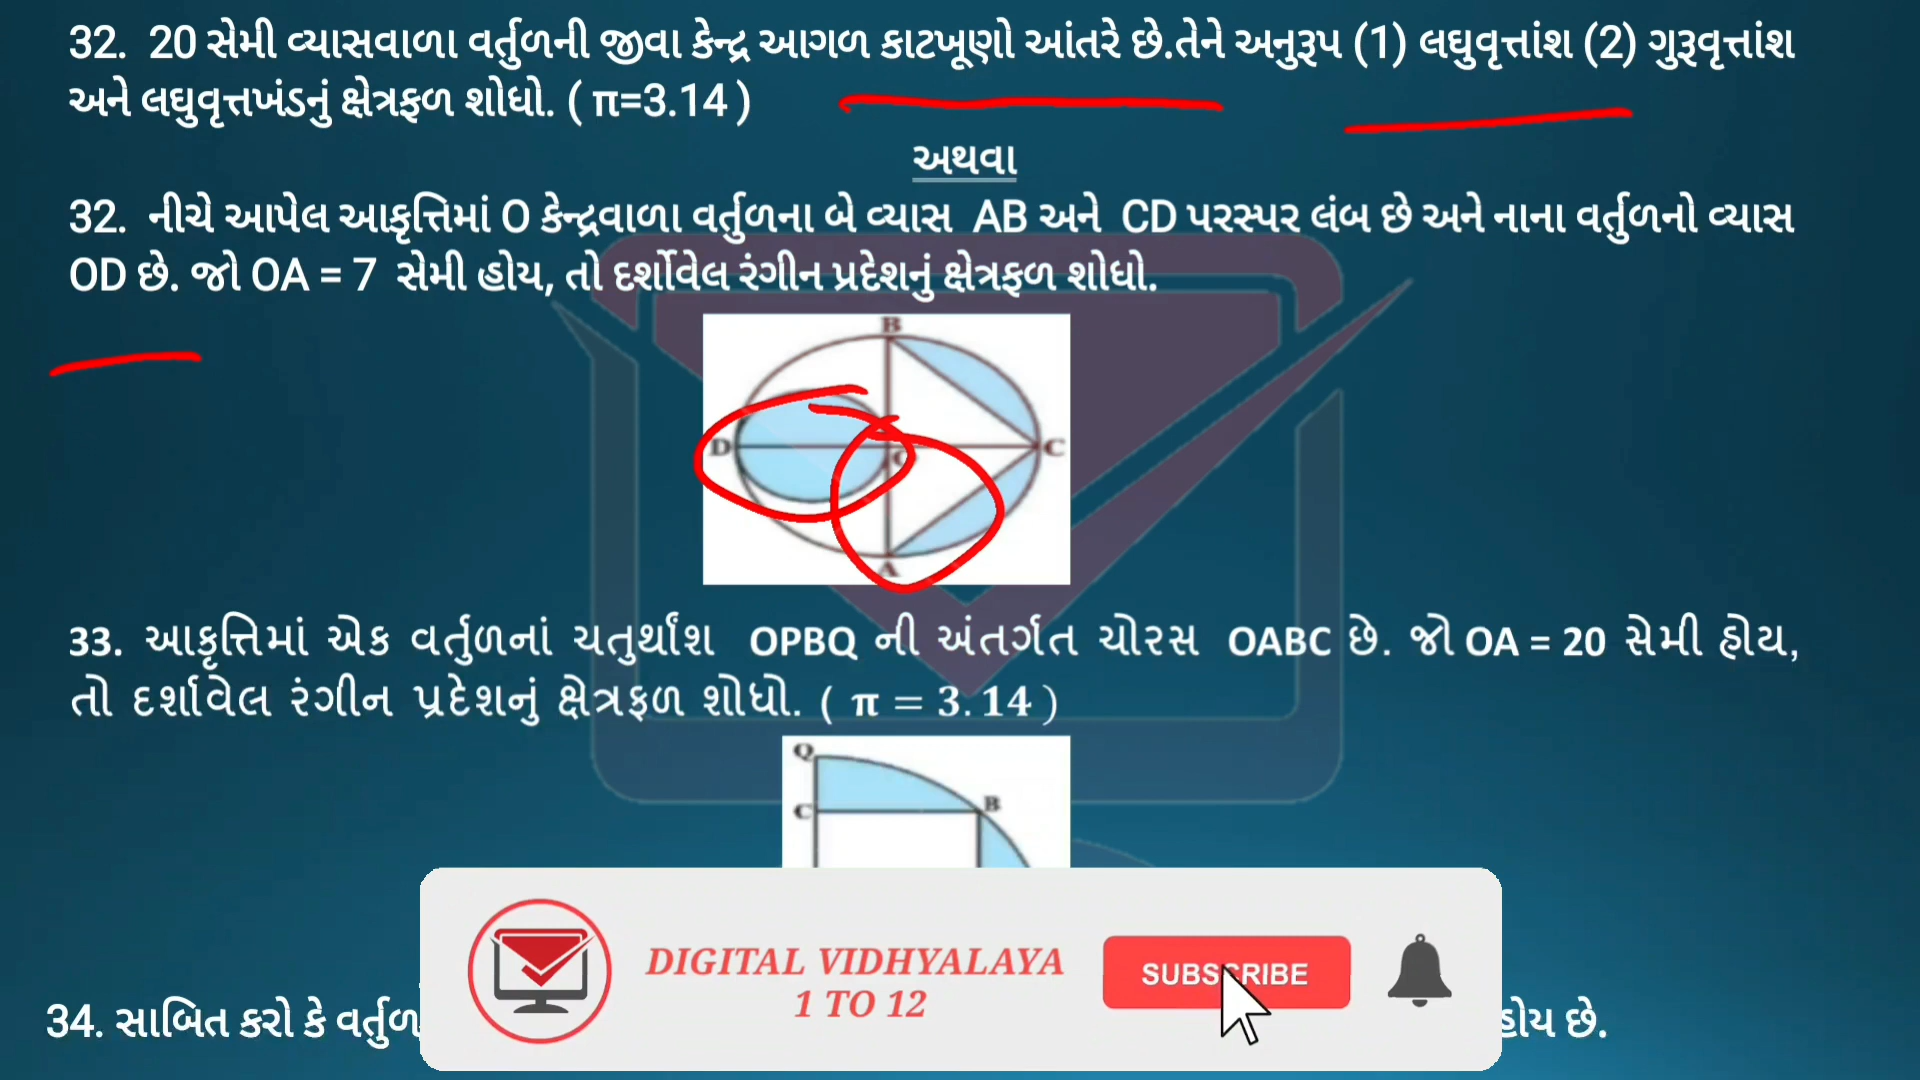 32. 20 સેમી વ્યાસવાળા વર્તુળની જીવા કેન્દ્ર આગળ કાટખૂણો આંતરે છે.તેને અનુરૂપ (1) લઘુવૃત્તાંશ (2) ગુરૂવૃત્તાંશ
અને લઘુવૃત્તખંડનું ક્ષેત્રફળ શોધો. ( π=3.14 )
અથવા
32. નીચે આપેલ આકૃત્તિમાં O કેન્દ્રવાળા વર્તુળના બે વ્યાસ AB અને CD પરસ્પર લંબ છે અને નાના વર્તુળનો વ્યાસ
OD છે. જો OA = 7 સેમી હોય, તો દર્શાવેલ રંગીન પ્રદેશનું ક્ષેત્રફળ શોધો.
B
D
C
A
33. આકૃત્તિમાં એક વર્તુળનાં ચતુર્થાંશ OPBQ ની અંતર્ગત ચોરસ OABC છે. જો OA = 20 સેમી હોય,
તો દર્શાવેલ રંગીન પ્રદેશનું ક્ષેત્રફળ શોધો. ( π = 3.14 )
Q
C
B
DIGITAL VIDHYALAYA
1 TO 12
SUBSCRIBE
34. સાબિત કરો કે વર્તુળ
હોય છે.